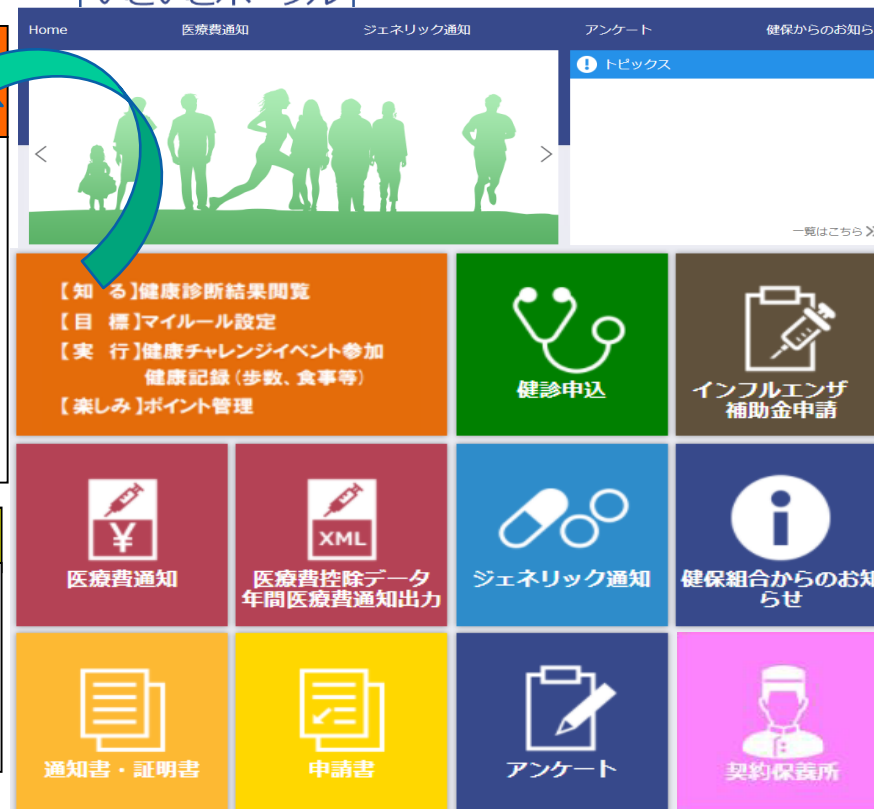 Home
医療費通知
ジェネリック通知
アンケート
健保からのお知ら
トピックス
一覧はこちら
【知 る】健康診断結果閲覧
【目 標】マイルール設定
【実 行】健康チャレンジイベント参加
健康記録(歩数、食事等)
【楽しみ】ポイント管理
健診申込
インフルエンザ
補助金申請
¥
医療費通知
XML
医療費控除データ
年間医療費通知出力
ジェネリック通知
健保組合からのお知
らせ
通知書・証明書
申請書
アンケート
契約保養所